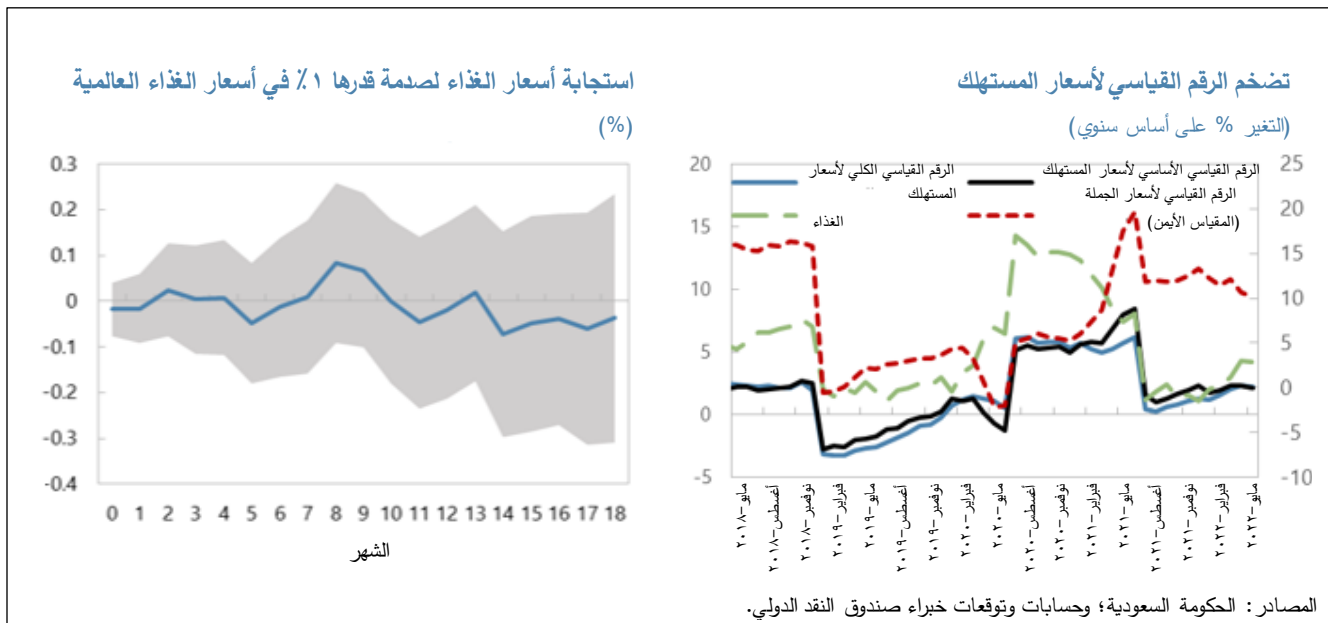 تضخم الرقم القياسي لأسعار المستهلك
(التغير % على أساس سنوي)
الرقم القياسي الأساسي لأسعار المستهلك
الرقم القياسي الكلي لأسعار
المستهلك
الرقم القياسي لأسعار الجملة
(المقياس الأيمن)
الغذاء
20
15
10
5
0
-5
25
20
15
10
5
0
-5
-10
مايو-٢٠١٨
أغسطس-٢٠١٨
نوفمبر-٢٠١٨
فبراير-٢٠١٩
مايو-٢٠١٩
أغسطس-٢٠١٩
نوفمبر-٢٠١٩
فبراير-٢٠٢٠
مايو-٢٠٢٠
أغسطس-٢٠٢٠
نوفمبر-٢٠٢٠
فبراير-٢٠٢١
مايو-٢٠٢١
أغسطس-٢٠٢١
نوفمبر-٢٠٢١
فبراير-٢٠٢٢
مايو-٢٠٢٢
استجابة أسعار الغذاء لصدمة قدرها ١٪ في أسعار الغذاء العالمية
(%)
0.3
0.2
0.1
0
-0.1
-0.2
-0.3
-0.4
0 1 2 3 4 5 6 7 8 9 10 11 12 13 14 15 16 17 18
الشهر
المصادر: الحكومة السعودية؛ وحسابات وتوقعات خبراء صندوق النقد الدولي.